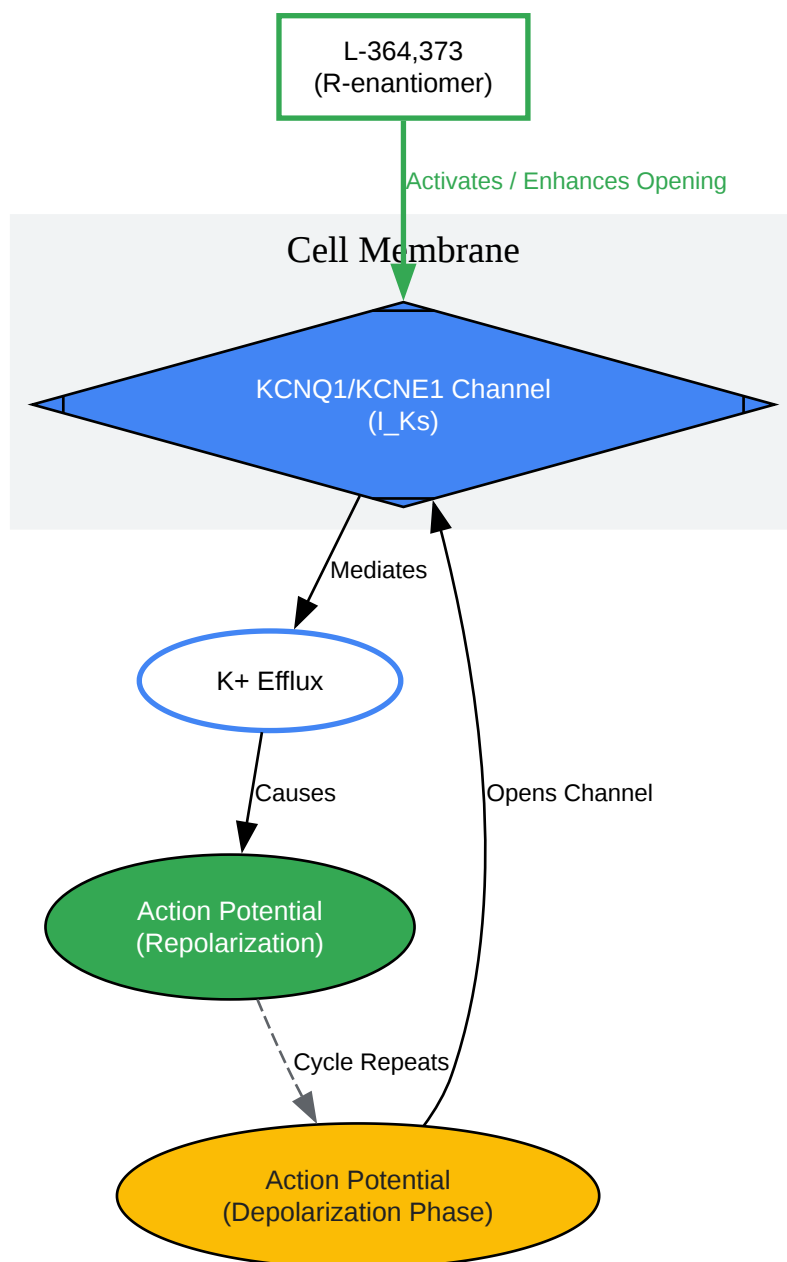 L-364,373
(R-enantiomer)
Activates / Enhances Opening
Cell Membrane
KCNQ1/KCNE1 Channel
(I_Ks)
Mediates
K+ Efflux
Causes
Opens Channel
Action Potential
(Repolarization)
Cycle Repeats
Action Potential
(Depolarization Phase)